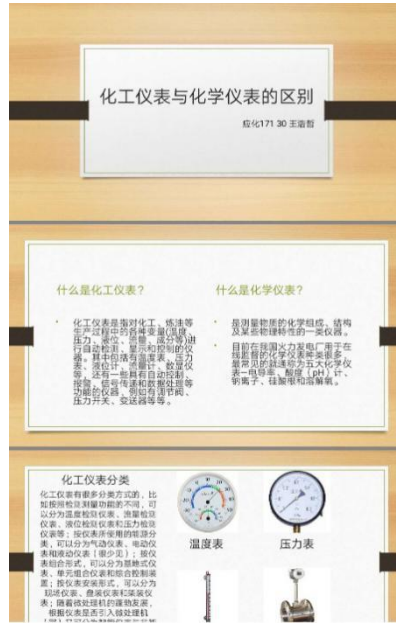 化工仪表与化学仪表的区别
应化171 30 王谐哲
什么是化工仪表？
化工仪表是指对化工、炼油等
生产过程中的各种变量(温度、
压力、液位、流量、成分等)进
行自动检测、显示和控制的仪
器。其中包括有温度表、压力
表、液位计、流量计、数显仪
等，还有一些具有自动控制、
报警、信号传递和数据处理等
功能的仪器，例如有调节阀、
压力开关、变送器等等。
什么是化学仪表？
是测量物质的化学组成、结构
及某些物理特性的一类仪器。
目前在我国火力发电厂用于在
线监督的化学仪表种类很多，
最常见的就速称为五大化学仪
表--电导率、酸度（pH）计、
钠离子、硅酸根和溶解氧。
化工仪表分类
化工仪表有很多分类方式的，比
如按照检测测量功能的不同，可
以分为温度检测仪表、流量检测
仪表、液位检测仪表和压力检测
仪表等；按仪表所使用的能源分
类，可以分为气动仪表、电动仪
表和液动仪表（很少见）；按仪
表组合形式，可以分为基地式仪
表、单元组合仪表和综合控制装
置；按仪表安装形式，可以分为
现场仪表、盘装仪表和架装仪
表；随着微处理机的蓬勃发展，
根据仪表是否引入微处理机
温度表
压力表